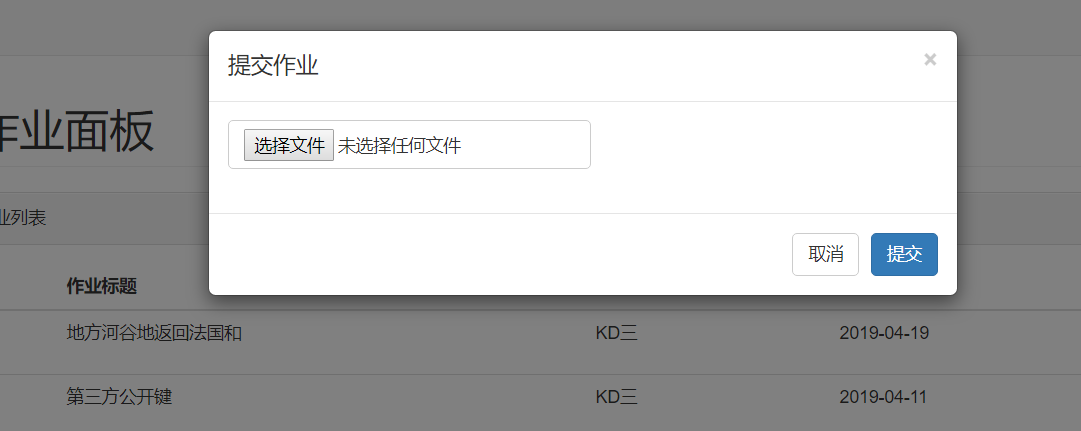 提交作业
×
选择文件 未选择任何文件
取消 提交
作业面板
业列表
作业标题
地方河谷地返回法国和 KD三 2019-04-19
第三方公开键 KD三 2019-04-11